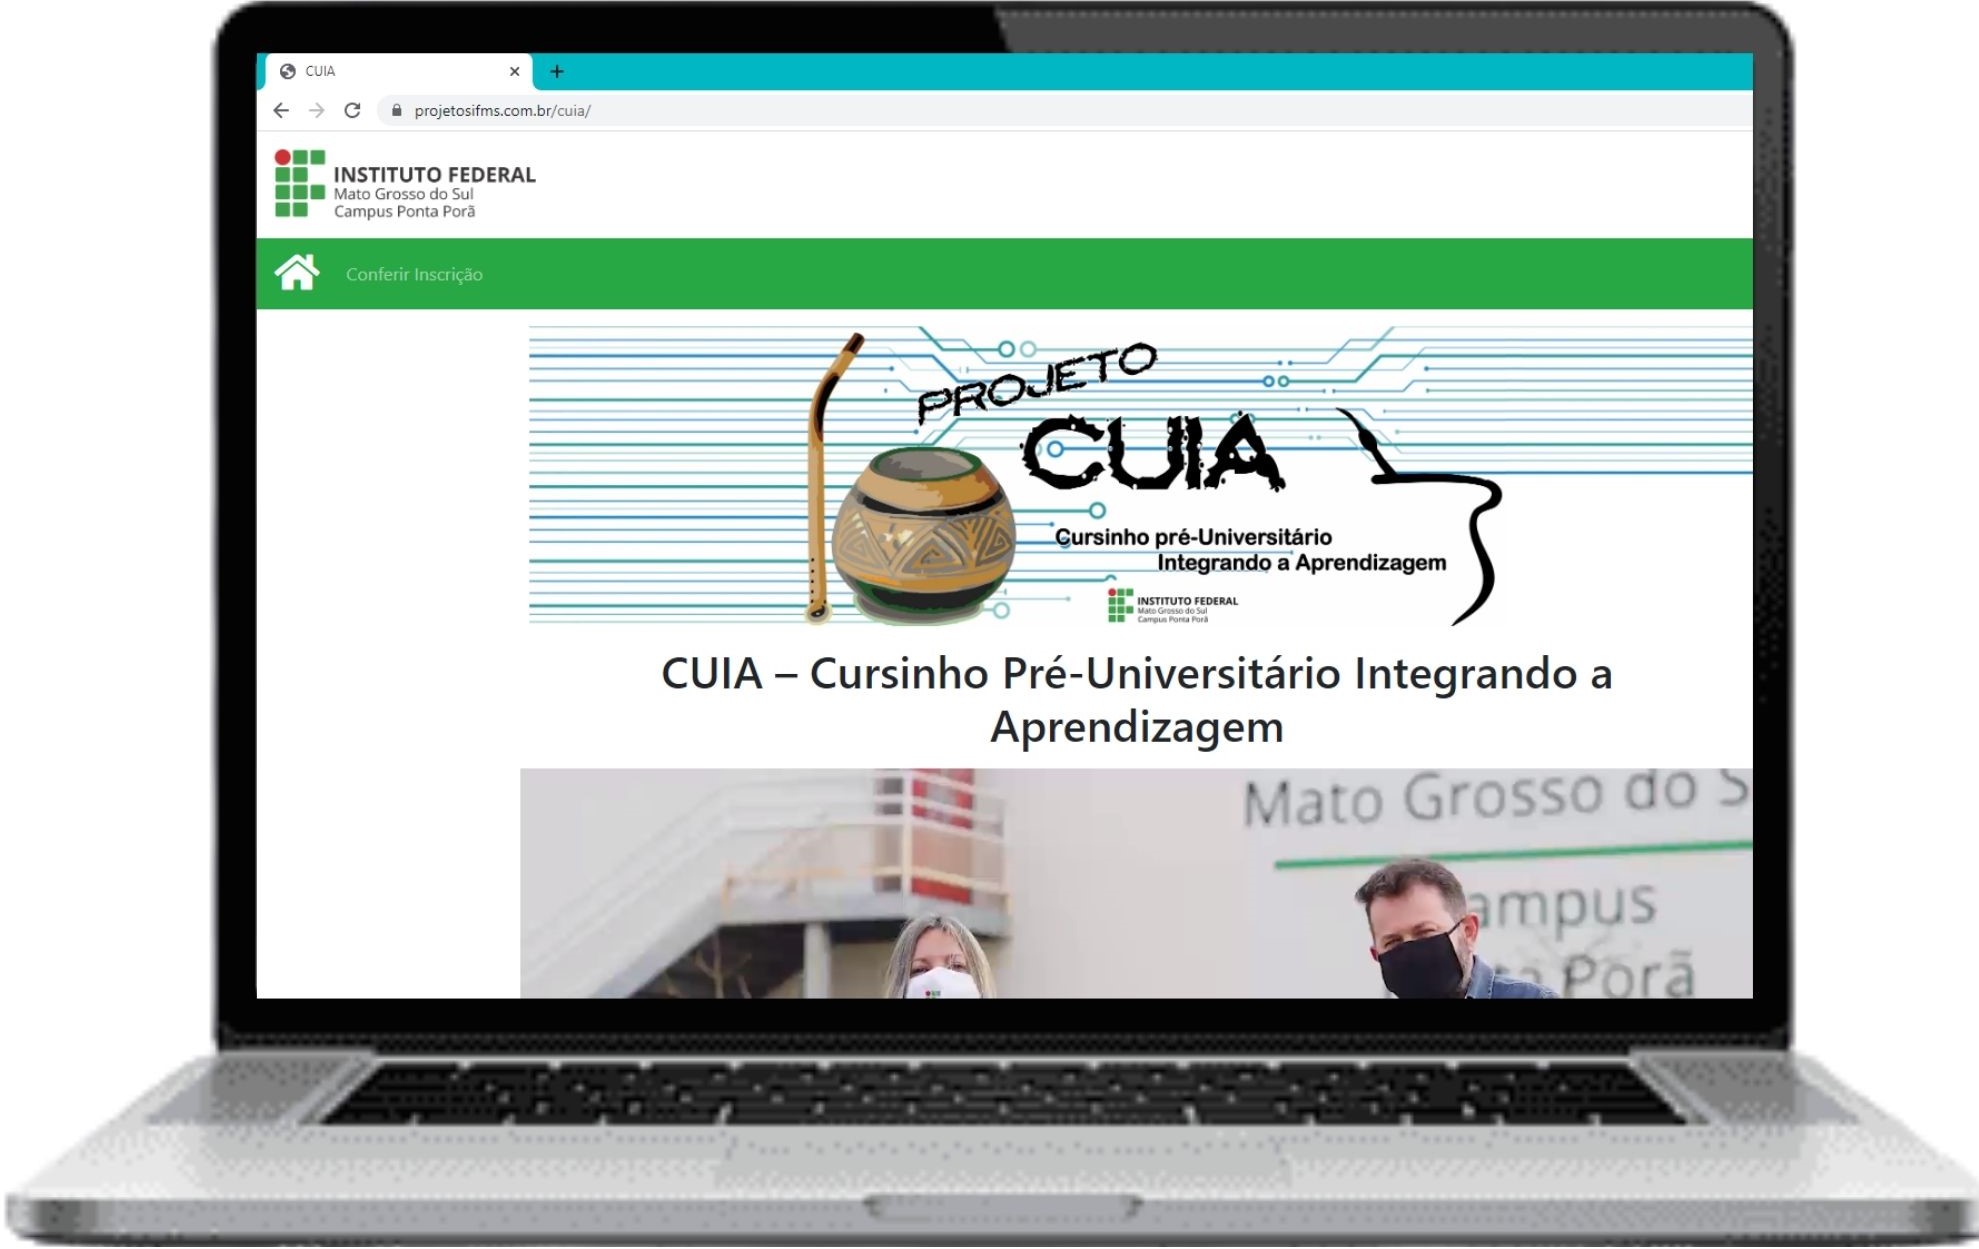 CUIA
projetosifms.com.br/cuia/
INSTITUTO FEDERAL
Mato Grosso do Sul
Campus Ponta Porã
Conferir Inscrição
PROJETO
CUIA
Cursinho pré-Universitário
Integrando a Aprendizagem
INSTITUTO FEDERAL
Mato Grosso do Sul
Campus Ponta Porã
CUIA – Cursinho Pré-Universitário Integrando a
Aprendizagem
Mato Grosso do S
ampus
ta Porã